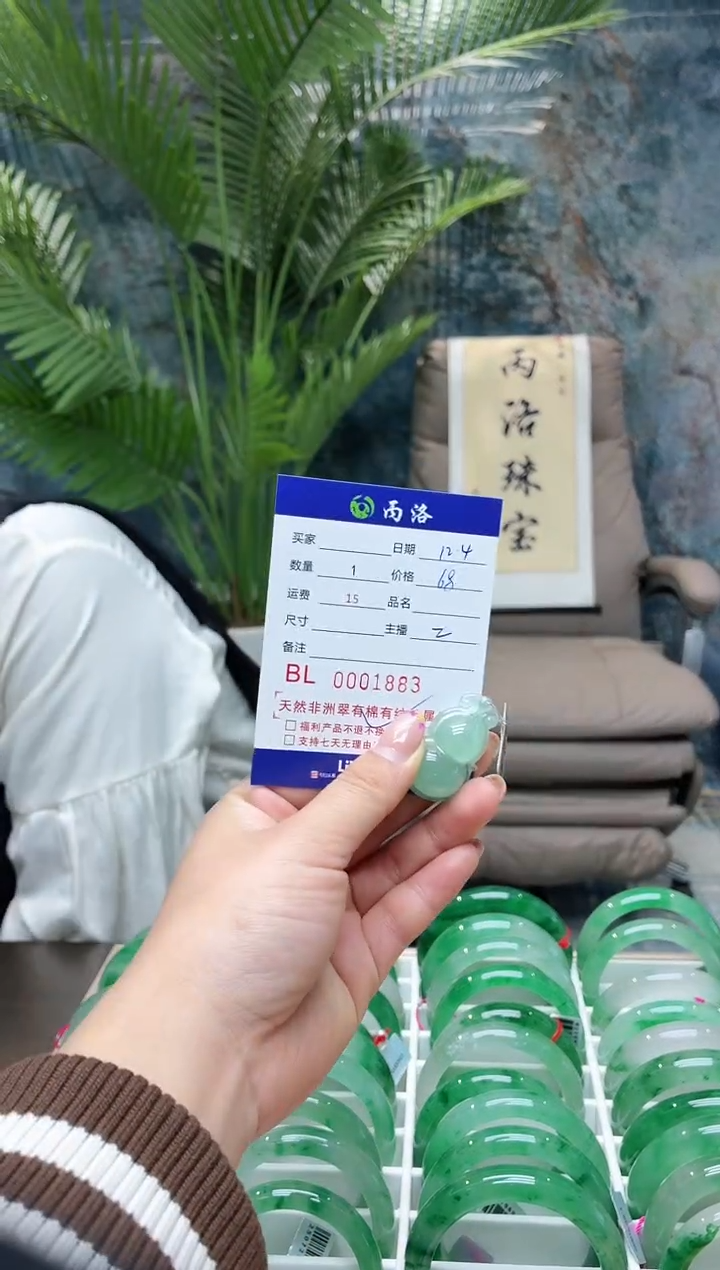 丙洛珠宝
丙洛
买家 日期 12.4
数量 1 价格 68
运费 15 品名
尺寸 主播 2
备注
BL 0001883
天然非洲翠有棉有纹
福利产品不退不换
支持七天无理由